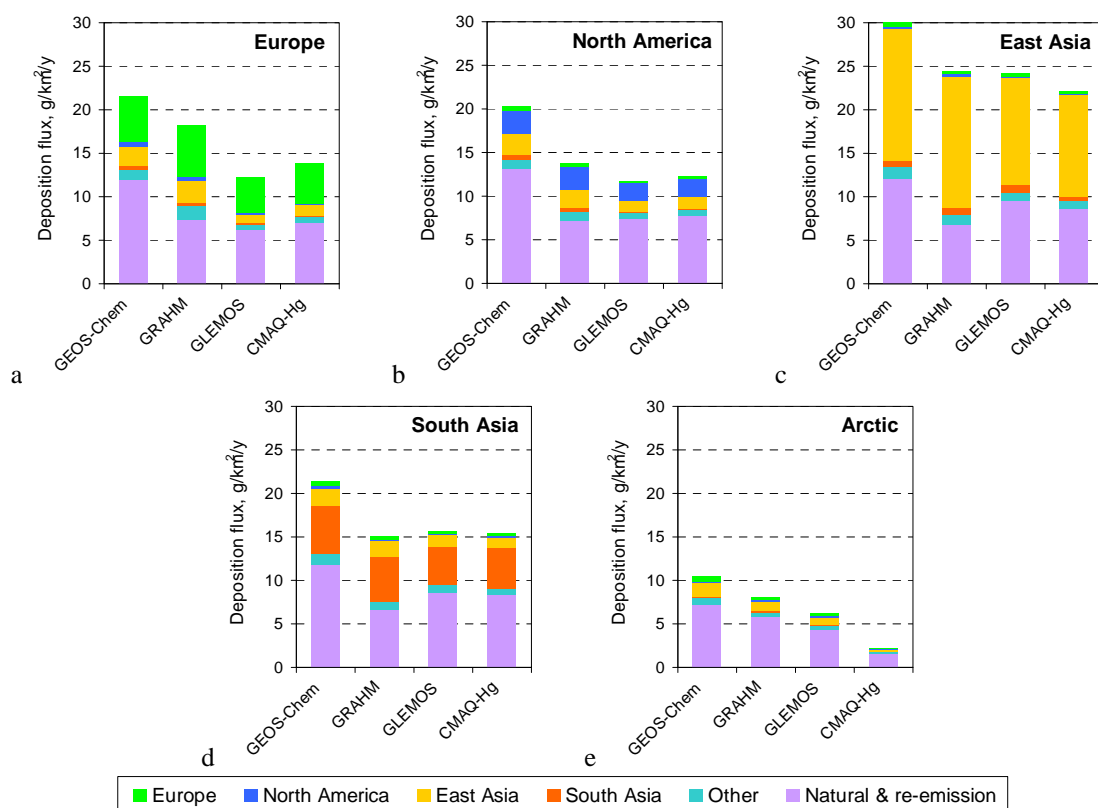 Europe
Deposition flux, g/km²/y
30
25
20
15
10
5
0
GEOS-Chem
GRAHM
GLEMOS
CMAQ-Hg
a
North America
Deposition flux, g/km²/y
30
25
20
15
10
5
0
GEOS-Chem
GRAHM
GLEMOS
CMAQ-Hg
b
East Asia
Deposition flux, g/km²/y
30
25
20
15
10
5
0
GEOS-Chem
GRAHM
GLEMOS
CMAQ-Hg
c
South Asia
Deposition flux, g/km²/y
30
25
20
15
10
5
0
GEOS-Chem
GRAHM
GLEMOS
CMAQ-Hg
d
Arctic
Deposition flux, g/km²/y
30
25
20
15
10
5
0
GEOS-Chem
GRAHM
GLEMOS
CMAQ-Hg
e
Europe North America East Asia South Asia Other Natural & re-emission